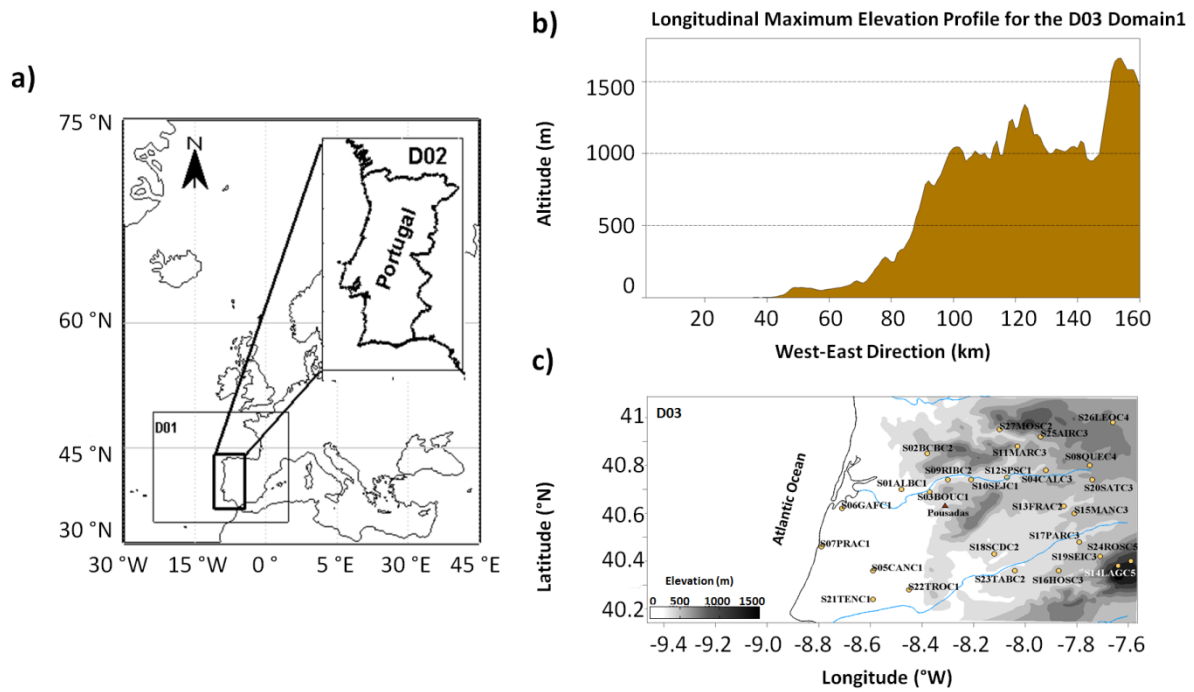 a)
75 °N
60 °N
45 °N
30 °N
30 °W
15 °W
0 °E
15 °E
30 °E
45 °E
N
D01
D02
Portugal
b)
Longitudinal Maximum Elevation Profile for the D03 Domain1
Altitude (m)
1500
1000
500
0
20
40
60
80
100
120
140
160
West-East Direction (km)
c)
D03
Latitude (°N)
41
40.8
40.6
40.4
40.2
Atlantic Ocean
S26LEOC4
S27MOSC2
S25AIRC3
S02BCBC2
S11MARC3
S08QUEC4
S09RIBC2
S12SPSC1
S01ALBC1
S10SEJC1
S04CALC3
S20SATC3
S03BOUC1
S06GAFC1
Pousadas
S13FRAC2
S15MANC3
S07PRAC1
S17PARC3
S18SCDC2
S24ROSC5
S19SEIC3
S05CANC1
S14LAGC5
S23TABC2
S16HOSC3
S22TROC1
S21TENC1
Elevation (m)
0
500
1000
1500
-9.4
-9.2
-9
-8.8
-8.6
-8.4
-8.2
-8
-7.8
-7.6
Longitude (°W)